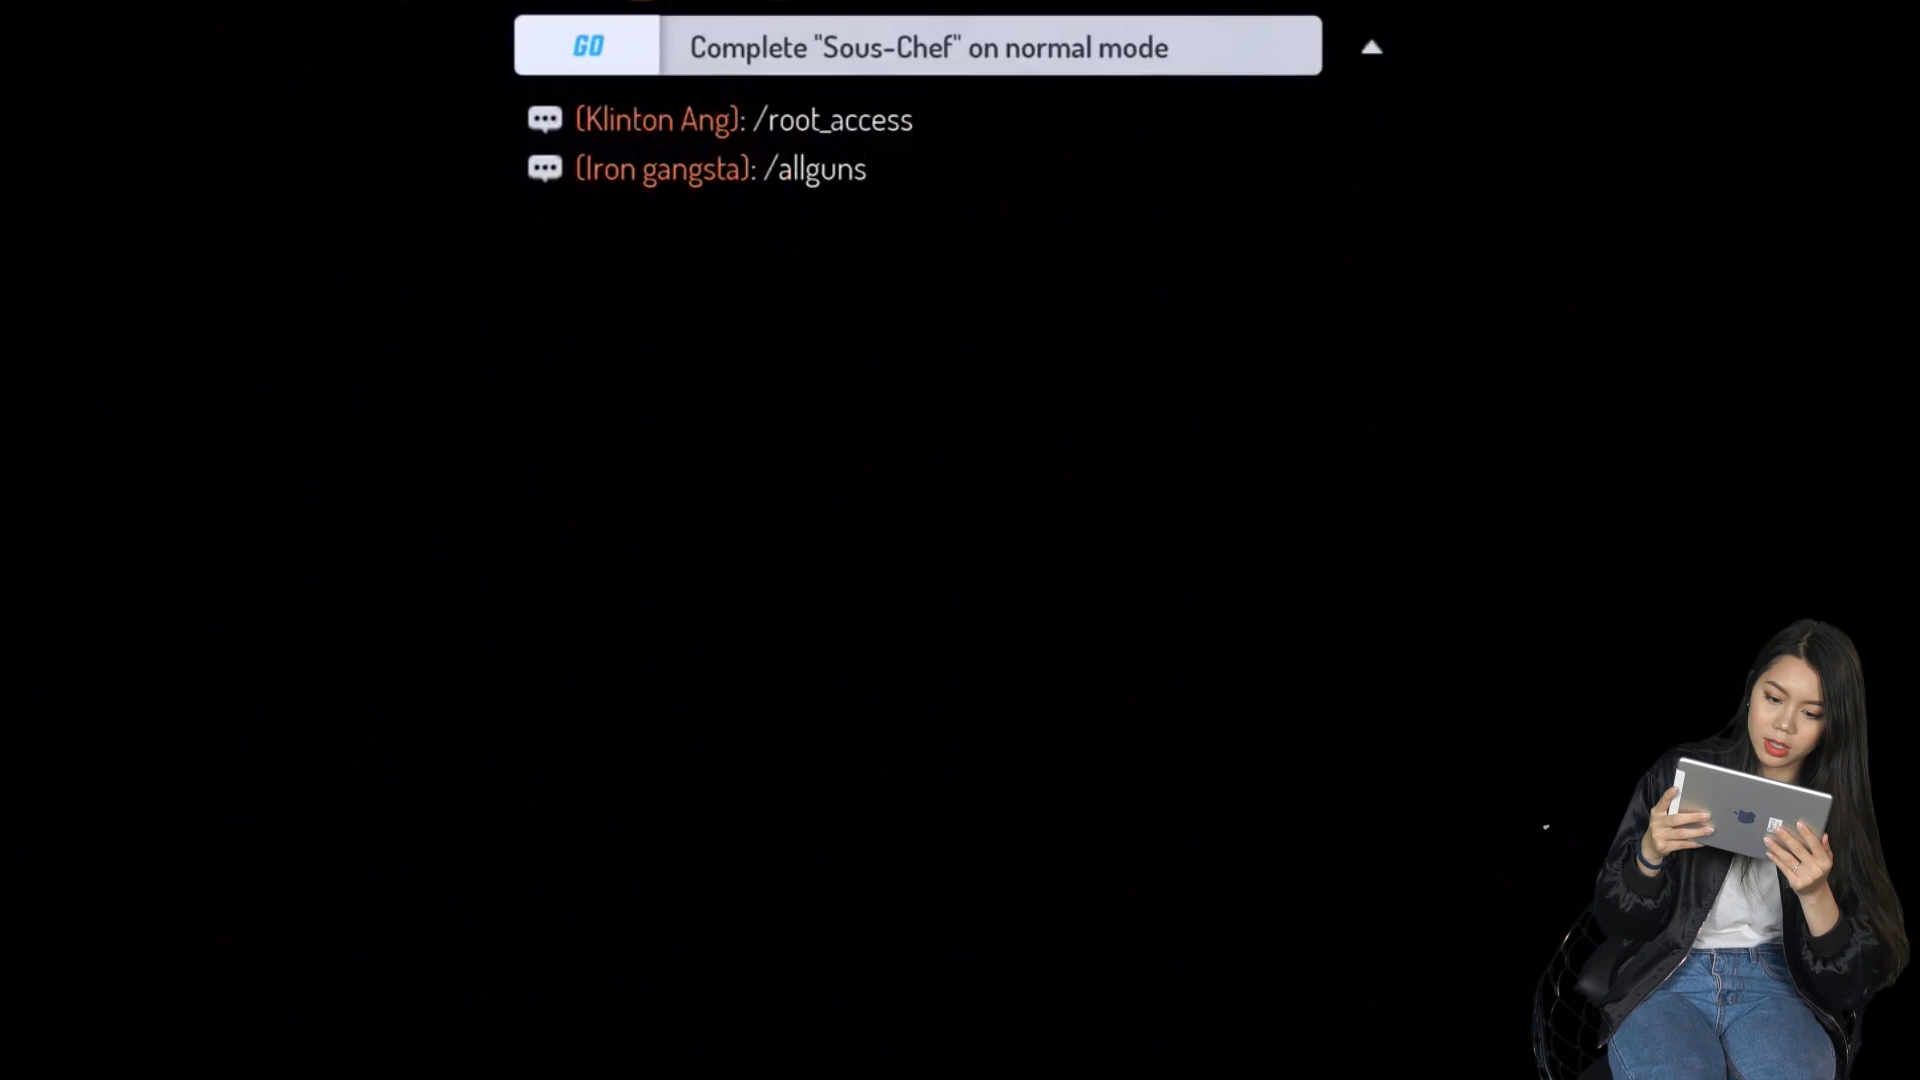 GO Complete "Sous-Chef" on normal mode
(Klinton Ang): /root_access
(Iron gangsta): /allguns